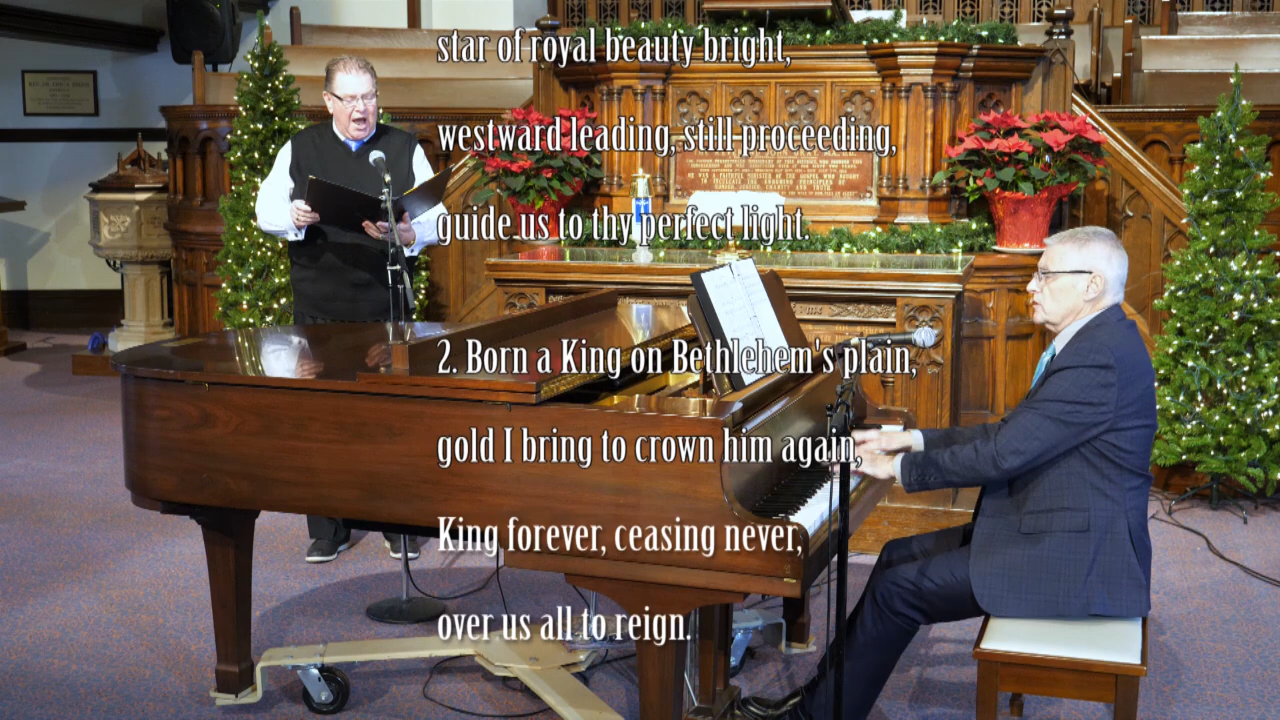 star of royal beauty bright,
westward leading, still proceeding,
guide us to thy perfect light.
2. Born a King on Bethlehem's plain,
gold I bring to crown him again,
King forever, ceasing never,
over us all to reign.